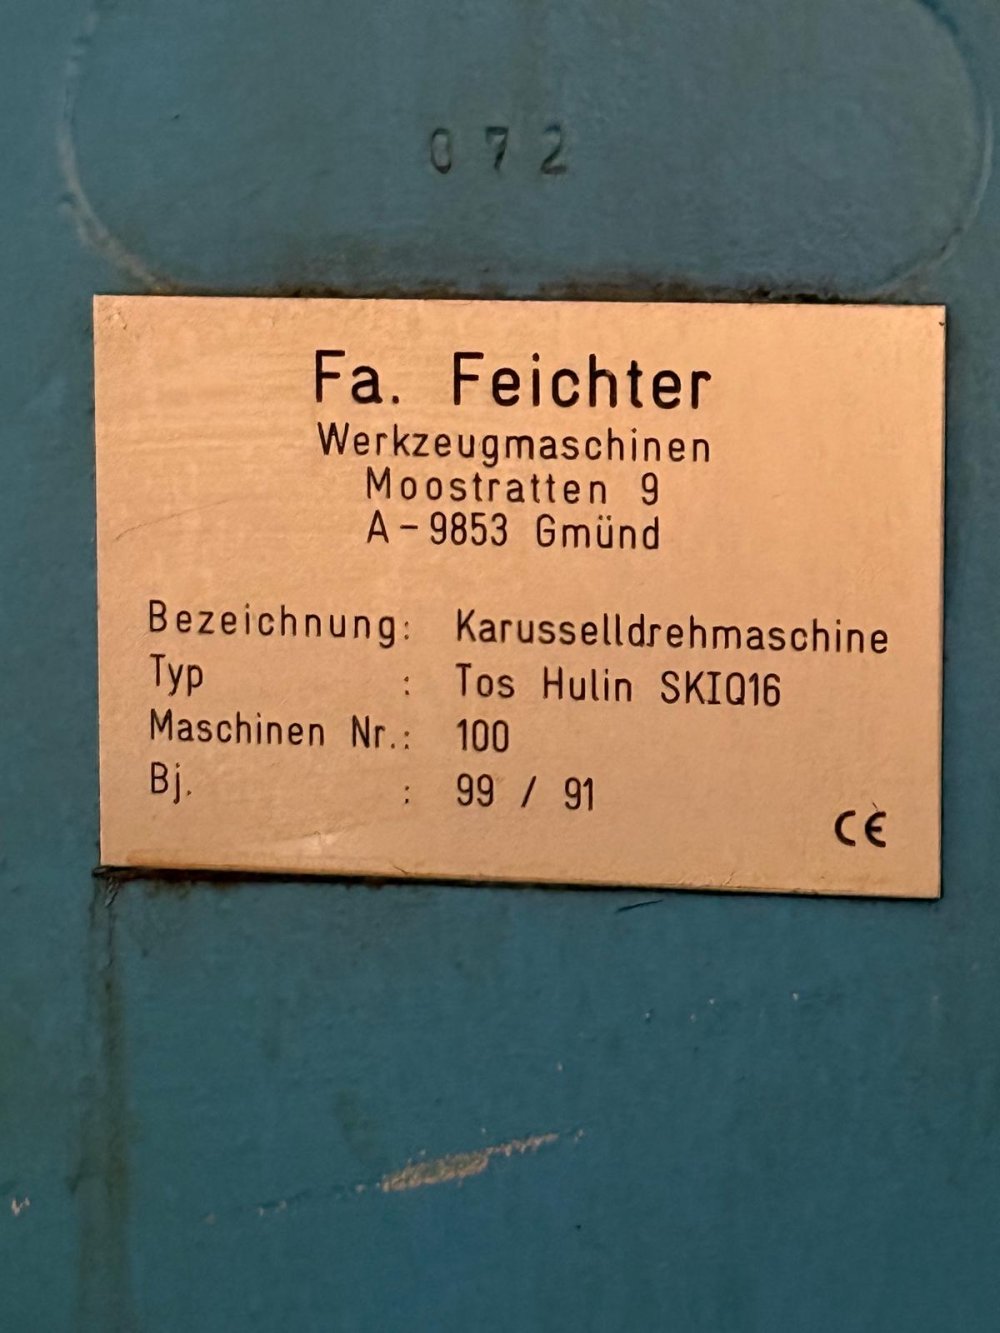 072
Fa. Feichter
Werkzeugmaschinen
Moostratten 9
A-9853 Gmünd
Bezeichnung: Karusselldrehmaschine
Typ : Tos Hulin SKIQ16
Maschinen Nr.: 100
Bj. : 99 / 91
CE